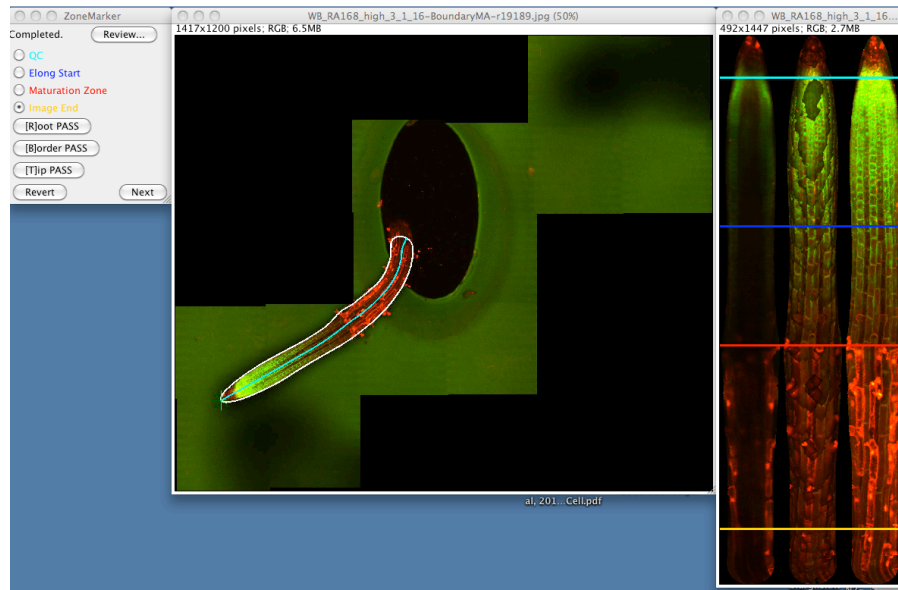 ZoneMarker
Completed.
Review...
QC
Elong Start
Maturation Zone
Image End
[R]oot PASS
[B]order PASS
[T]ip PASS
Revert
Next
WB_RA168_high_3_1_16-BoundaryMA-r19189.jpg (50%)
1417x1200 pixels; RGB; 6.5MB
al, 201...Cell.pdf
WB_RA168_high_3_1_16...
492x1447 pixels; RGB; 2.7MB